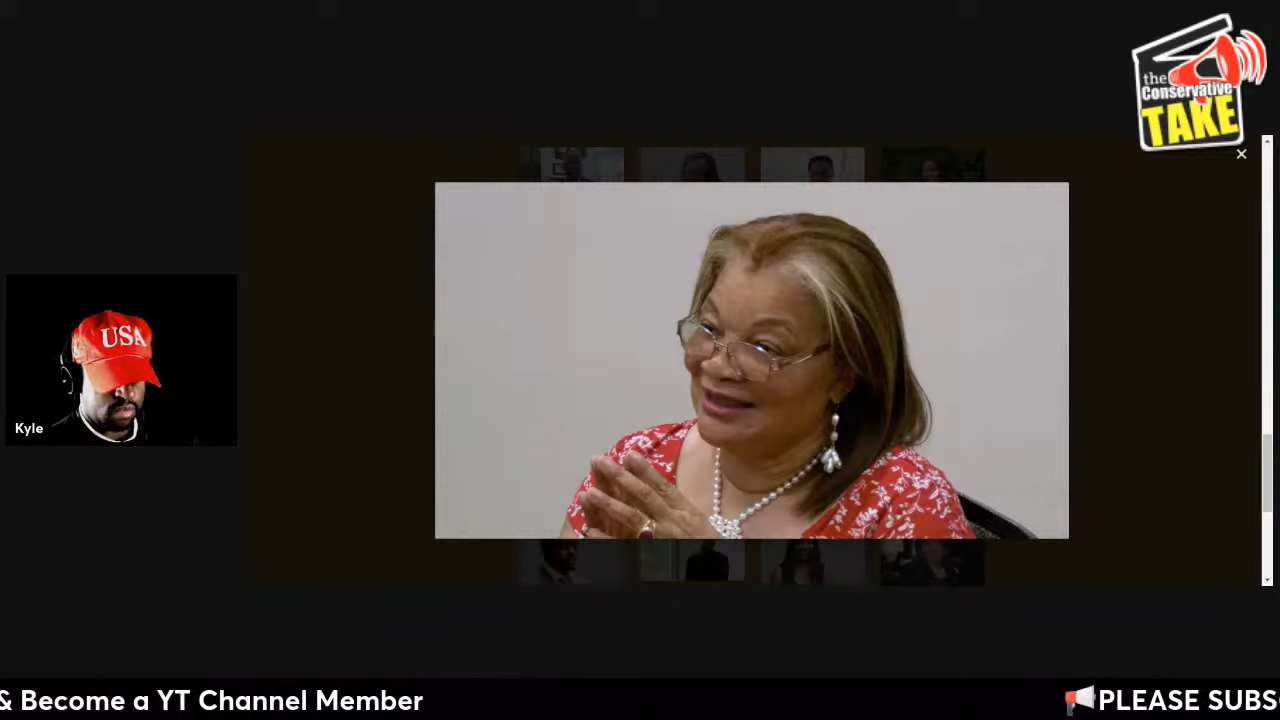 the
Conservative
TAKE
USA
Kyle
& Become a YT Channel Member
PLEASE SUBS